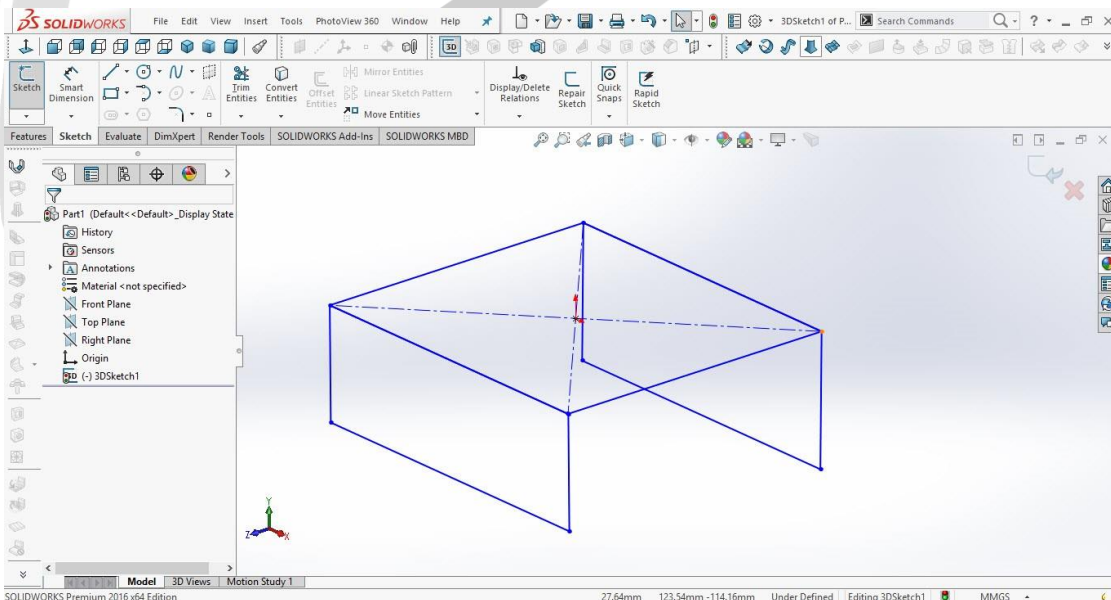 SOLIDWORKS File Edit View Insert Tools PhotoView 360 Window Help 3DSketch1 of P... Search Commands
3D
Sketch Smart Dimension Trim Entities Convert Entities Offset Entities Mirror Entities Linear Sketch Pattern Move Entities Display/Delete Relations Repair Sketch Quick Snaps Rapid Sketch
Features Sketch Evaluate DimXpert Render Tools SOLIDWORKS Add-Ins SOLIDWORKS MBD
Part1 (Default<<Default>_Display State
History
Sensors
Annotations
Material <not specified>
Front Plane
Top Plane
Right Plane
Origin
3D (-) 3DSketch1
Y
Z X
Model 3D Views Motion Study 1
SOLIDWORKS Premium 2016 x64 Edition 27.64mm 123.54mm -114.16mm Under Defined Editing 3DSketch1 MMGS